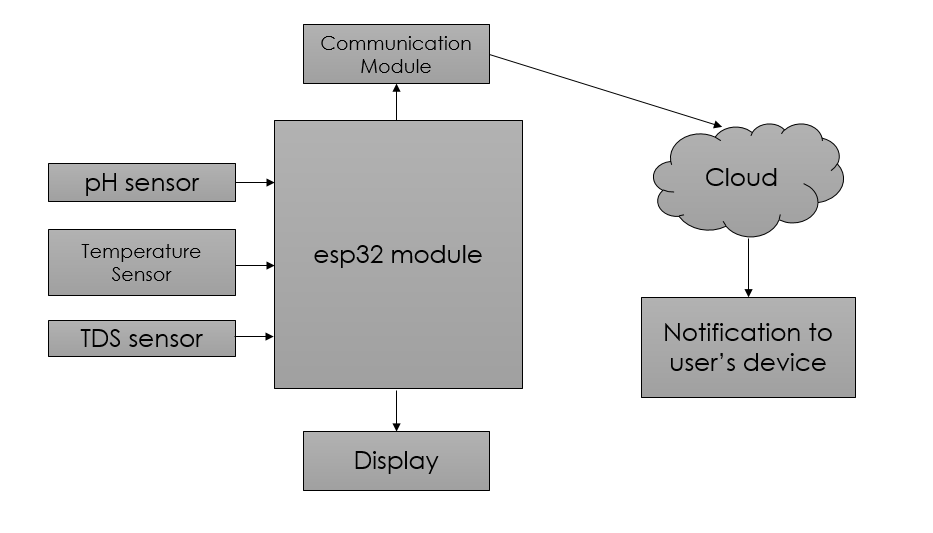 Communication
Module
Cloud
pH sensor
Temperature
Sensor
TDS sensor
esp32 module
Notification to
user's device
Display